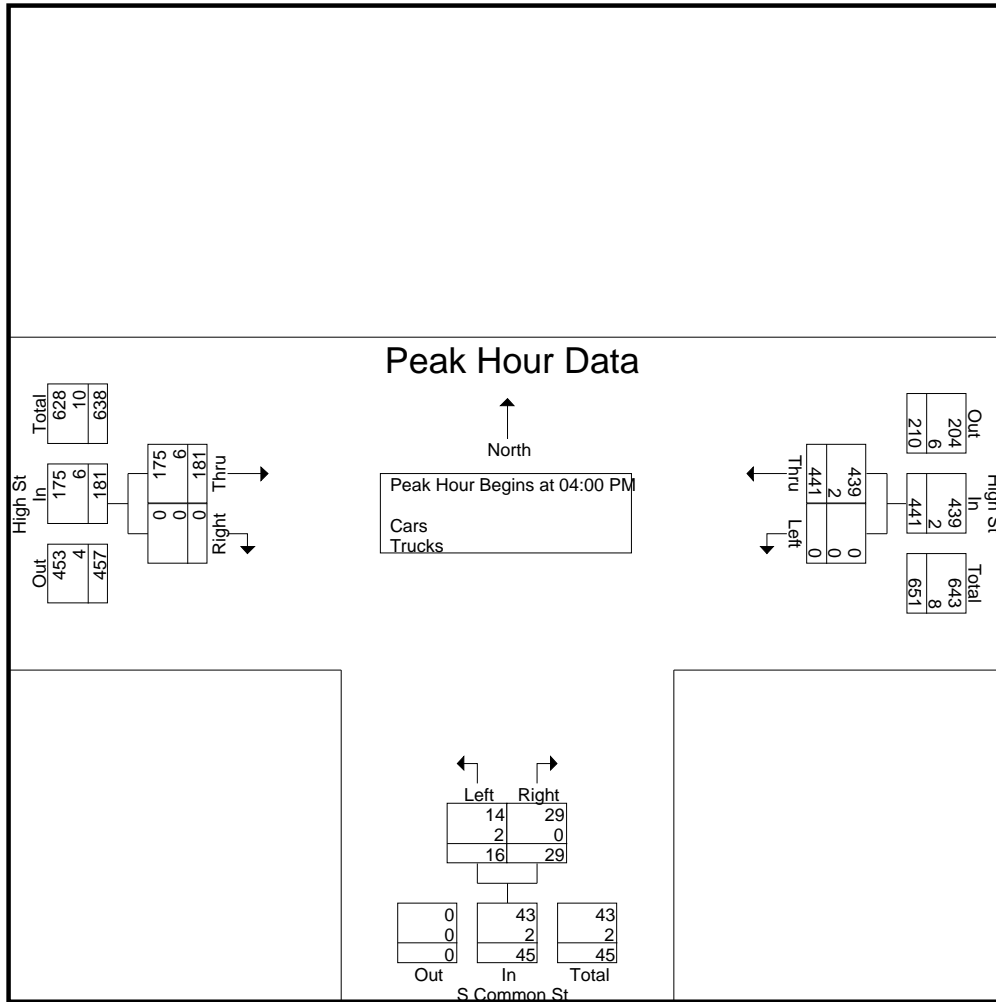 Peak Hour Data
North
Peak Hour Begins at 04:00 PM
Cars
Trucks
High St
Total
628
10
638
In
175
6
181
Out
453
4
457
Thru
175
6
181
Right
0
0
0
Thru
439
2
441
Left
0
0
0
High St
Out
204
6
210
In
439
2
441
Total
643
8
651
Left Right
14 29
2 0
16 29
0 43 43
0 2 2
0 45 45
Out In Total
S Common St